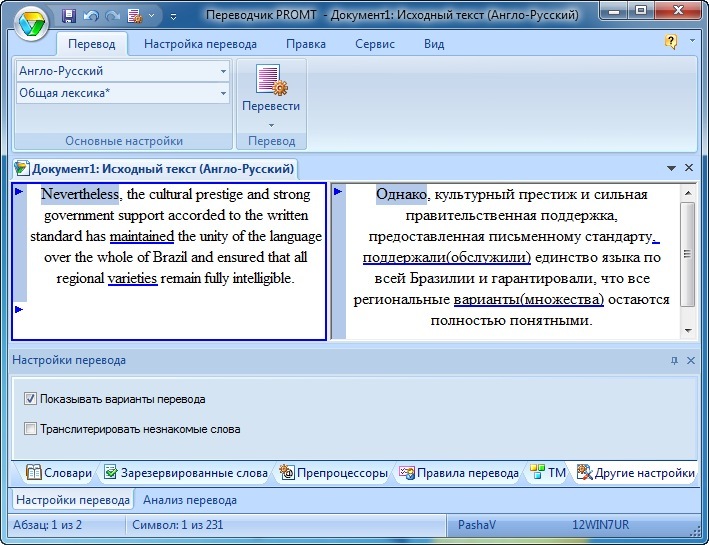 Переводчик PROMT - Документ1: Исходный текст (Англо-Русский)
Перевод Настройка перевода Правка Сервис Вид
Англо-Русский
Общая лексика*
Перевести
Основные настройки
Перевод
Документ1: Исходный текст (Англо-Русский)
Nevertheless, the cultural prestige and strong
government support accorded to the written
standard has maintained the unity of the language
over the whole of Brazil and ensured that all
regional varieties remain fully intelligible.
Однако, культурный престиж и сильная
правительственная поддержка,
предоставленная письменному стандарту,
поддержали(обслужили) единство языка по
всей Бразилии и гарантировали, что все
региональные варианты(множества) остаются
полностью понятными.
Настройки перевода
Показывать варианты перевода
Транслитерировать незнакомые слова
Словари Зарезервированные слова Препроцессоры Правила перевода ТМ Другие настройки
Настройки перевода Анализ перевода
Абзац: 1 из 2 Символ: 1 из 231 PashaV 12WIN7UR